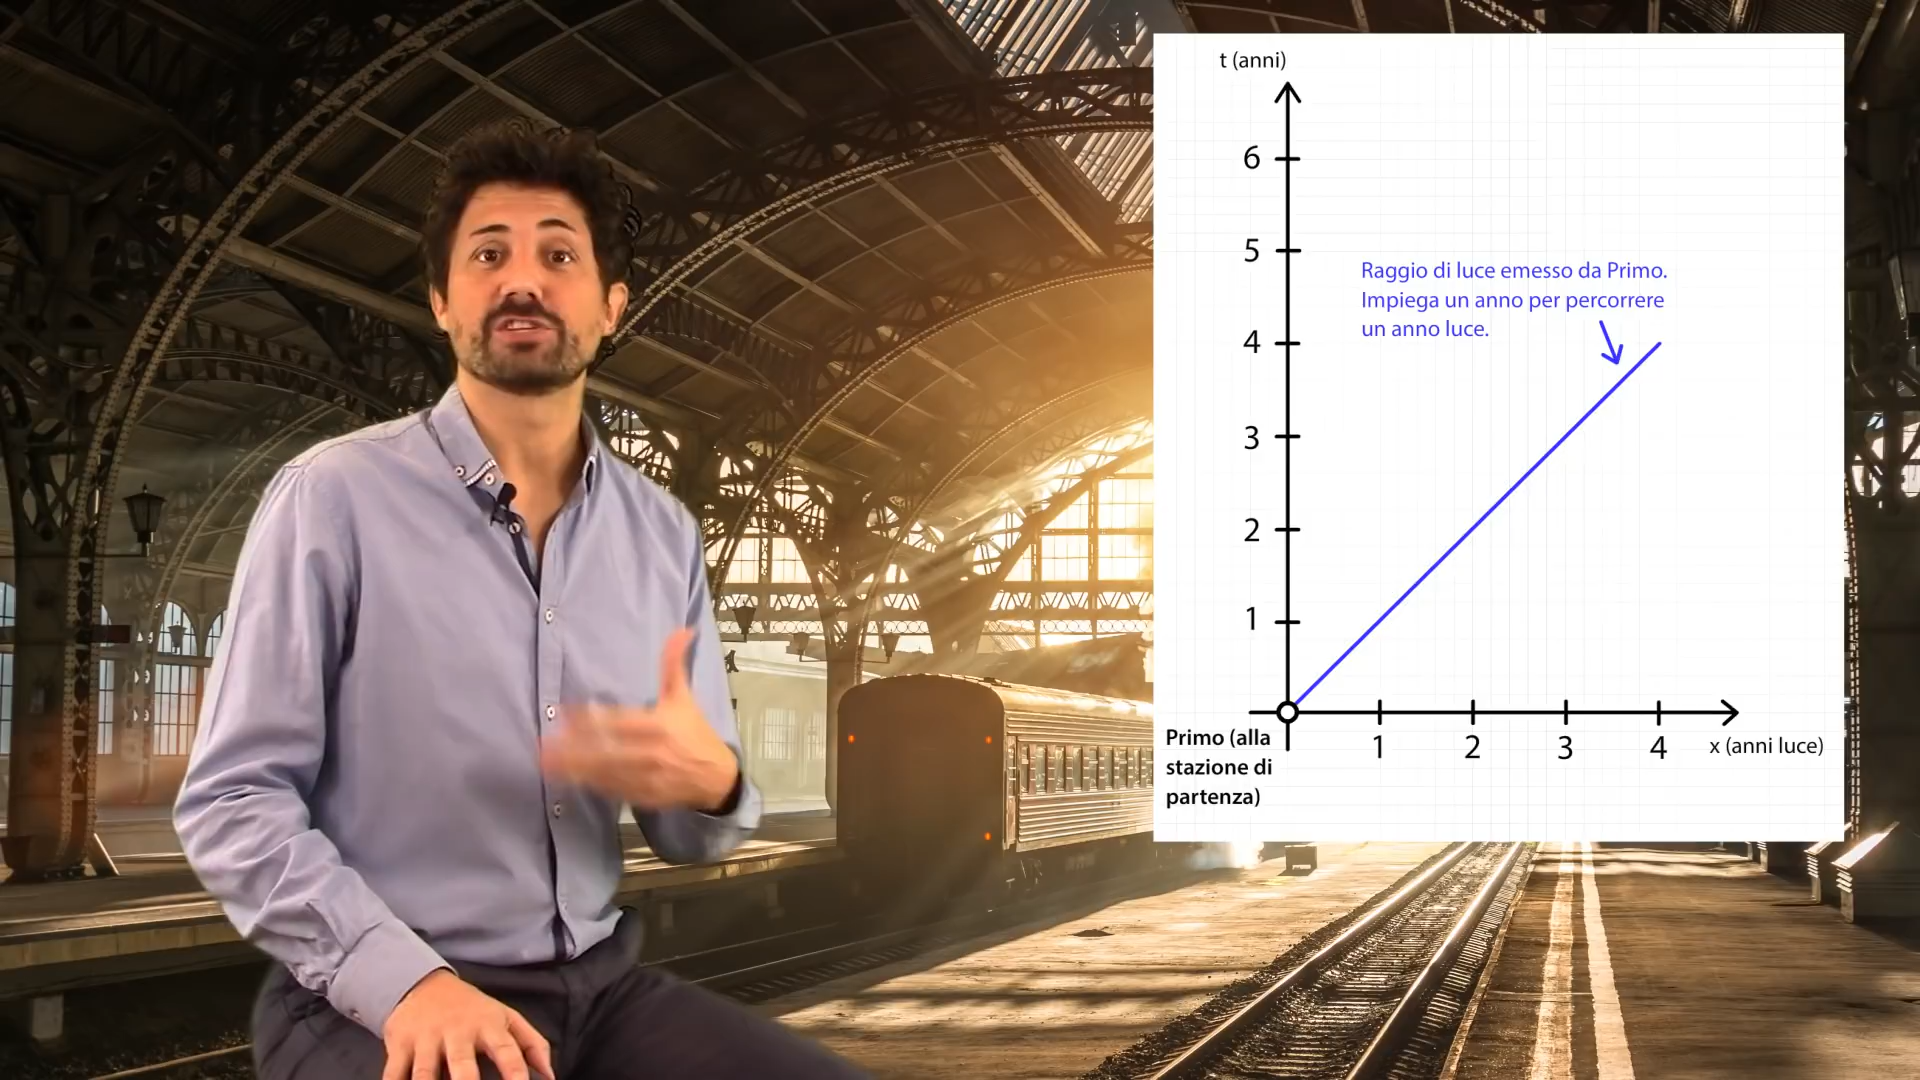 t (anni)
6
5
Raggio di luce emesso da Primo.
Impiega un anno per percorrere
un anno luce.
4
3
2
1
Primo (alla
stazione di
partenza)
1 2 3 4 x (anni luce)